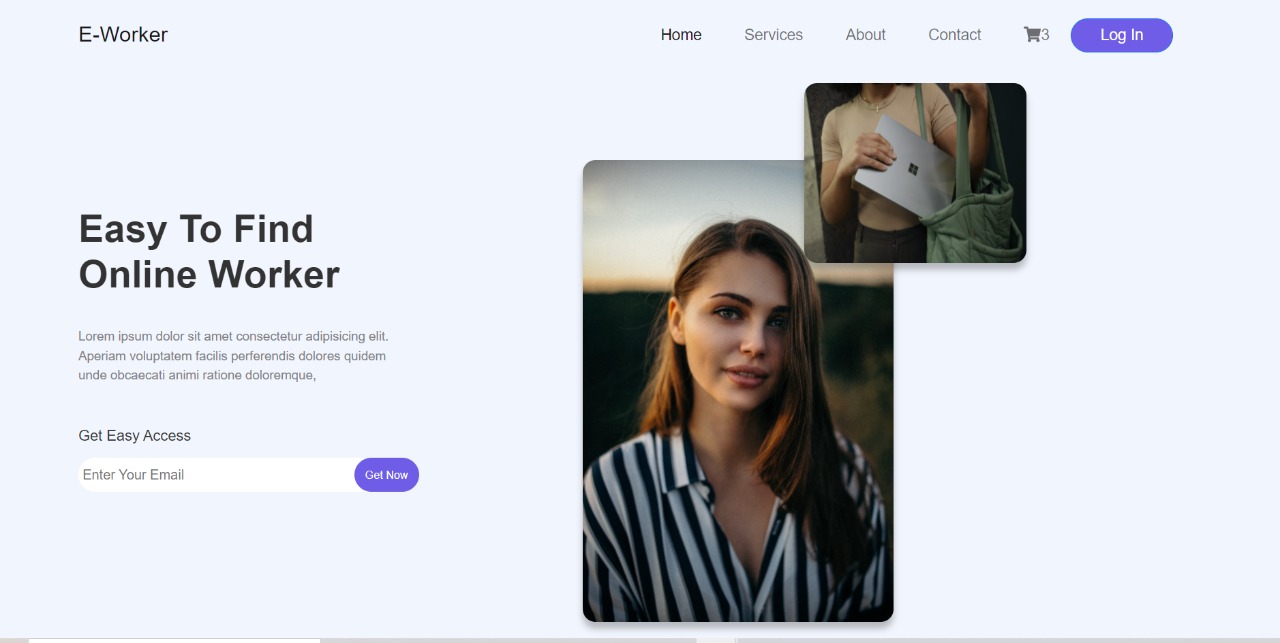 E-Worker
Home Services About Contact 3 Log In
Easy To Find
Online Worker
Lorem ipsum dolor sit amet consectetur adipisicing elit.
Aperiam voluptatem facilis perferendis dolores quidem
unde obcaecati animi ratione doloremque,
Get Easy Access
Enter Your Email Get Now